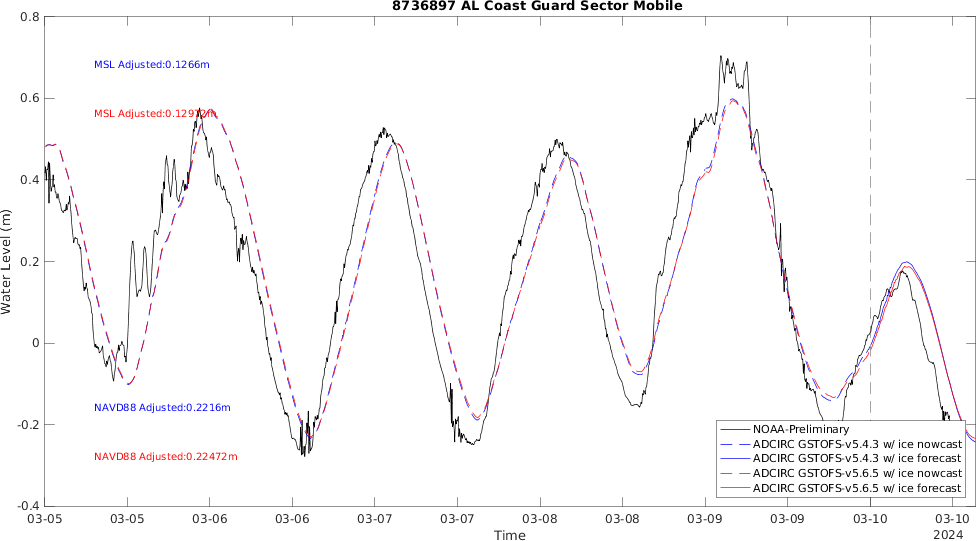 8736897 AL Coast Guard Sector Mobile
0.8
0.6
0.4
0.2
0
-0.2
-0.4
Water Level (m)
MSL Adjusted:0.1266m
MSL Adjusted:0.12972m
NAVD88 Adjusted:0.2216m
NAVD88 Adjusted:0.22472m
NOAA-Preliminary
ADCIRC GSTOFS-v5.4.3 w/ ice nowcast
ADCIRC GSTOFS-v5.4.3 w/ ice forecast
ADCIRC GSTOFS-v5.6.5 w/ ice nowcast
ADCIRC GSTOFS-v5.6.5 w/ ice forecast
03-05 03-05 03-06 03-06 03-07 03-07 03-08 03-08 03-09 03-09 03-10 03-10
Time
2024